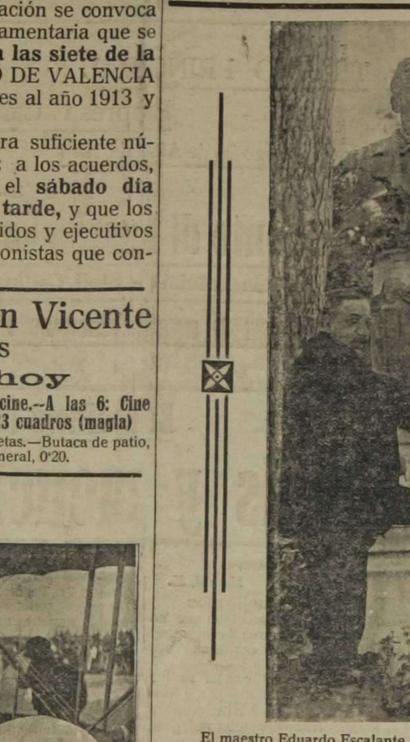 ación se convoca
amentaria que se
las siete de la
DE VALENCIA
es al año 1913 y
ra suficiente nú-
a los acuerdos,
el sábado día
tarde, y que los
idos y ejecutivos
onistas que con-
n Vicente
s
hoy
cine.--A las 6: Cine
3 cuadros (magia)
etas.—Butaca de patio,
neral, 0'20.
El maestro Eduardo Escalante